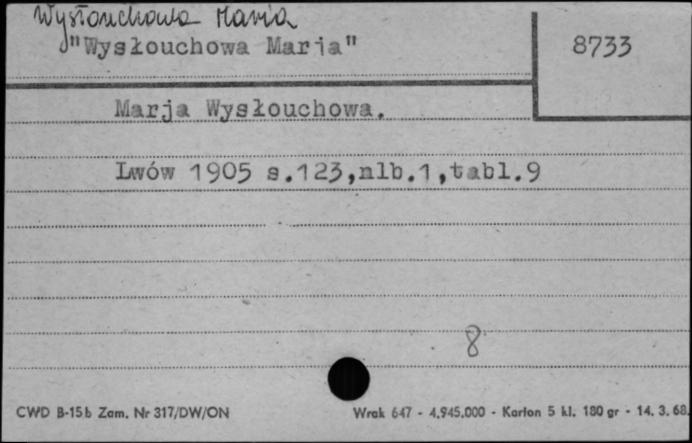 Wysłouchowa Maria
"Wysłouchowa Marja"
8733
Marja Wysłouchowa.
Lwów 1905 s.123,nlb.1,tabl.9
8
CWD B-15b Zam. Nr 317/DW/ON
Wrak 647 - 4.945.000 - Karton 5 kl. 180 gr - 14. 3. 68.